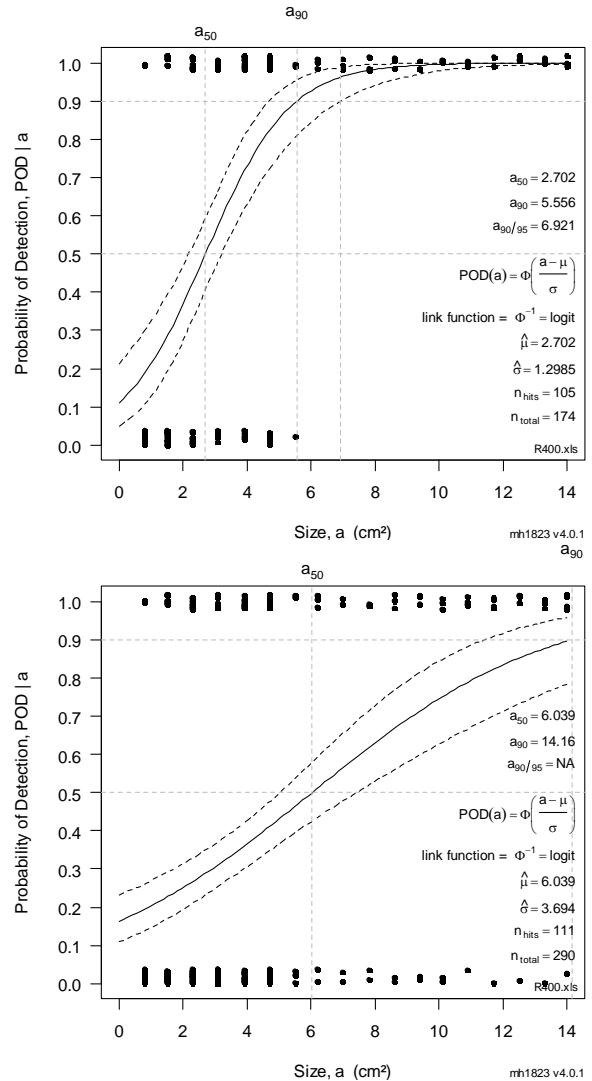 a90
a50
1.0
0.9
0.8
0.7
0.6
0.5
0.4
0.3
0.2
0.1
0.0
Probability of Detection, POD | a
a50 = 2.702
a90 = 5.556
a90/95 = 6.921
POD(a) = Φ((a − μ)/σ)
link function = Φ⁻¹ = logit
μ̂ = 2.702
σ̂ = 1.2985
n hits = 105
n total = 174
R400.xls
0 2 4 6 8 10 12 14
Size, a (cm²)
mh1823 v4.0.1
a90
a50
1.0
0.9
0.8
0.7
0.6
0.5
0.4
0.3
0.2
0.1
0.0
Probability of Detection, POD | a
a50 = 6.039
a90 = 14.16
a90/95 = NA
POD(a) = Φ((a − μ)/σ)
link function = Φ⁻¹ = logit
μ̂ = 6.039
σ̂ = 3.694
n hits = 111
n total = 290
R400.xls
0 2 4 6 8 10 12 14
Size, a (cm²)
mh1823 v4.0.1